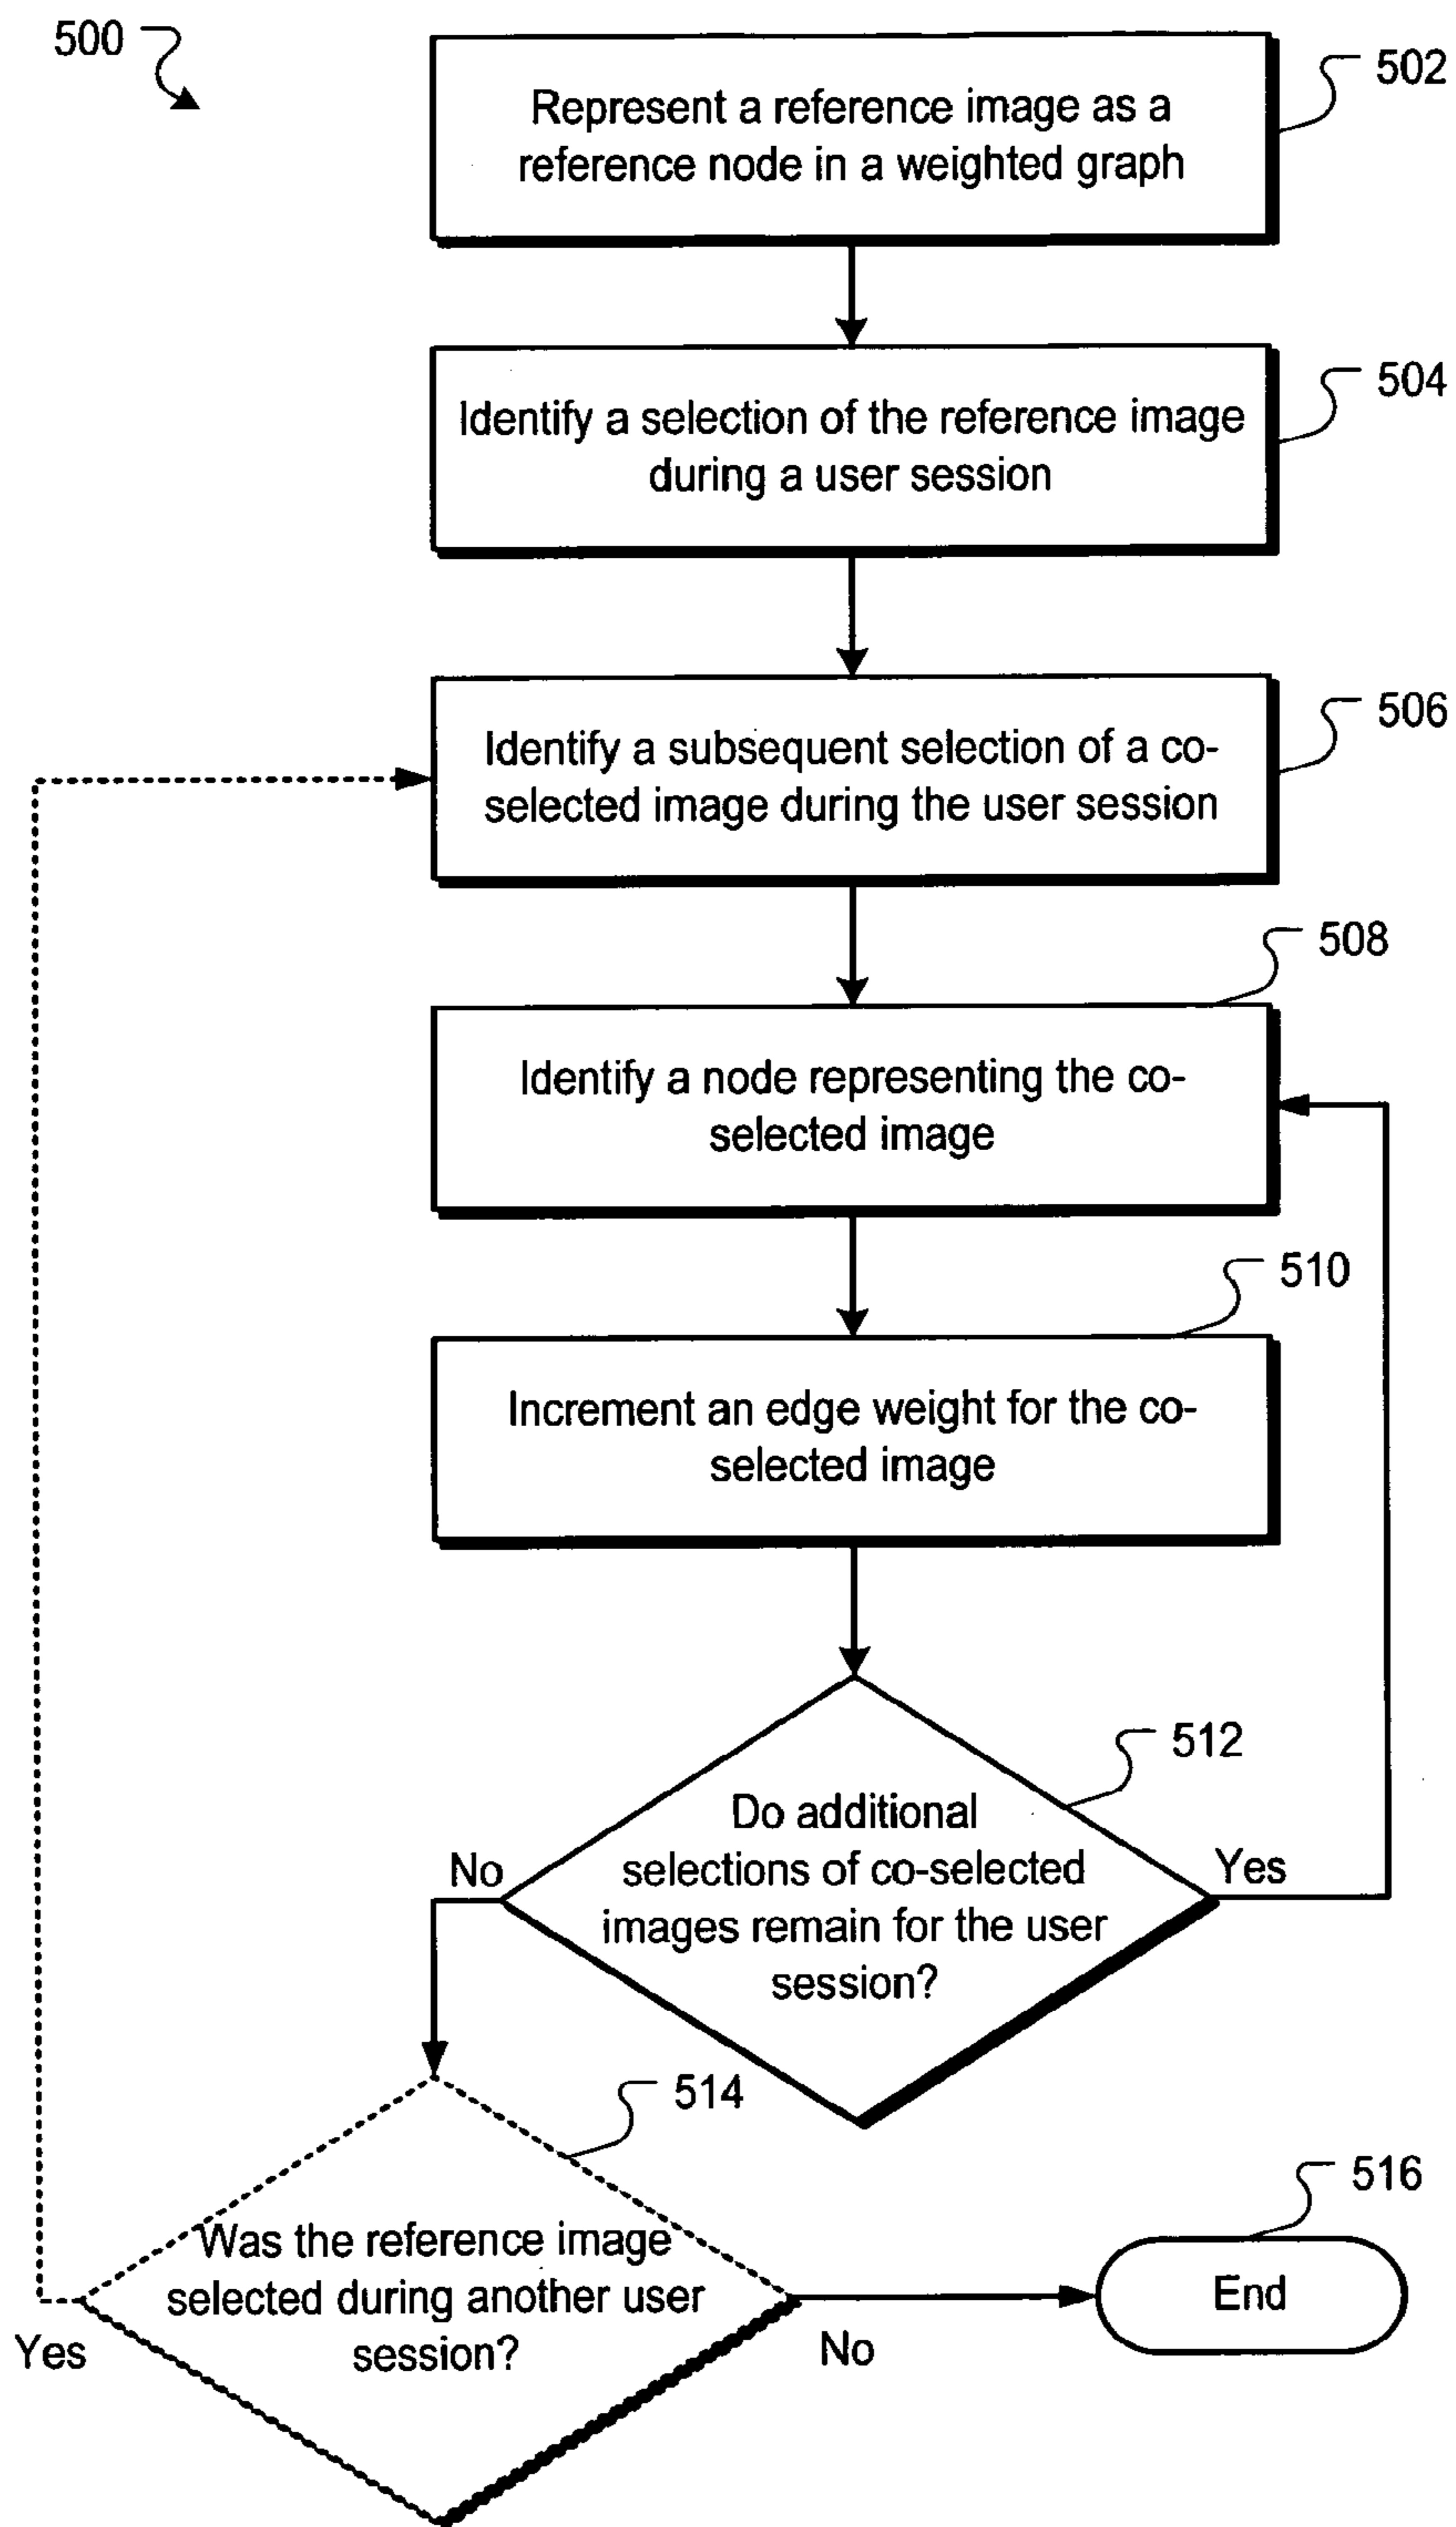 500
502
Represent a reference image as a
reference node in a weighted graph
504
Identify a selection of the reference image
during a user session
506
Identify a subsequent selection of a co-
selected image during the user session
508
Identify a node representing the co-
selected image
510
Increment an edge weight for the co-
selected image
512
Do additional
selections of co-selected
images remain for the user
session?
No
Yes
514
Was the reference image
selected during another user
session?
Yes
No
516
End